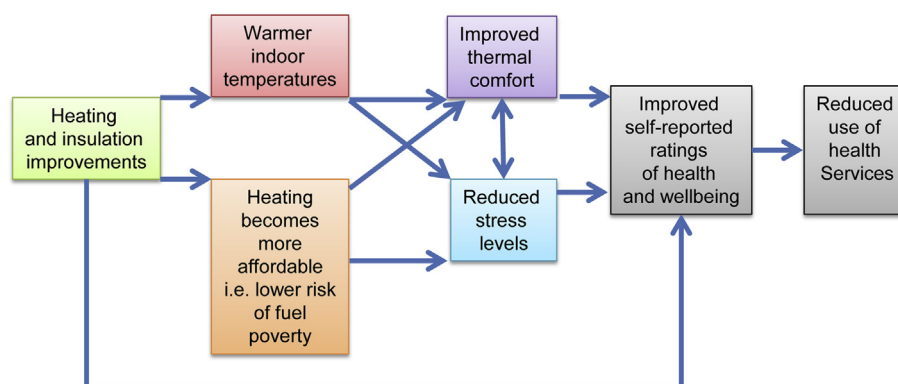 Heating
and insulation
improvements
Warmer
indoor
temperatures
Heating
becomes
more
affordable
i.e. lower risk
of fuel
poverty
Improved
thermal
comfort
Reduced
stress
levels
Improved
self-reported
ratings
of health
and wellbeing
Reduced
use of
health
Services